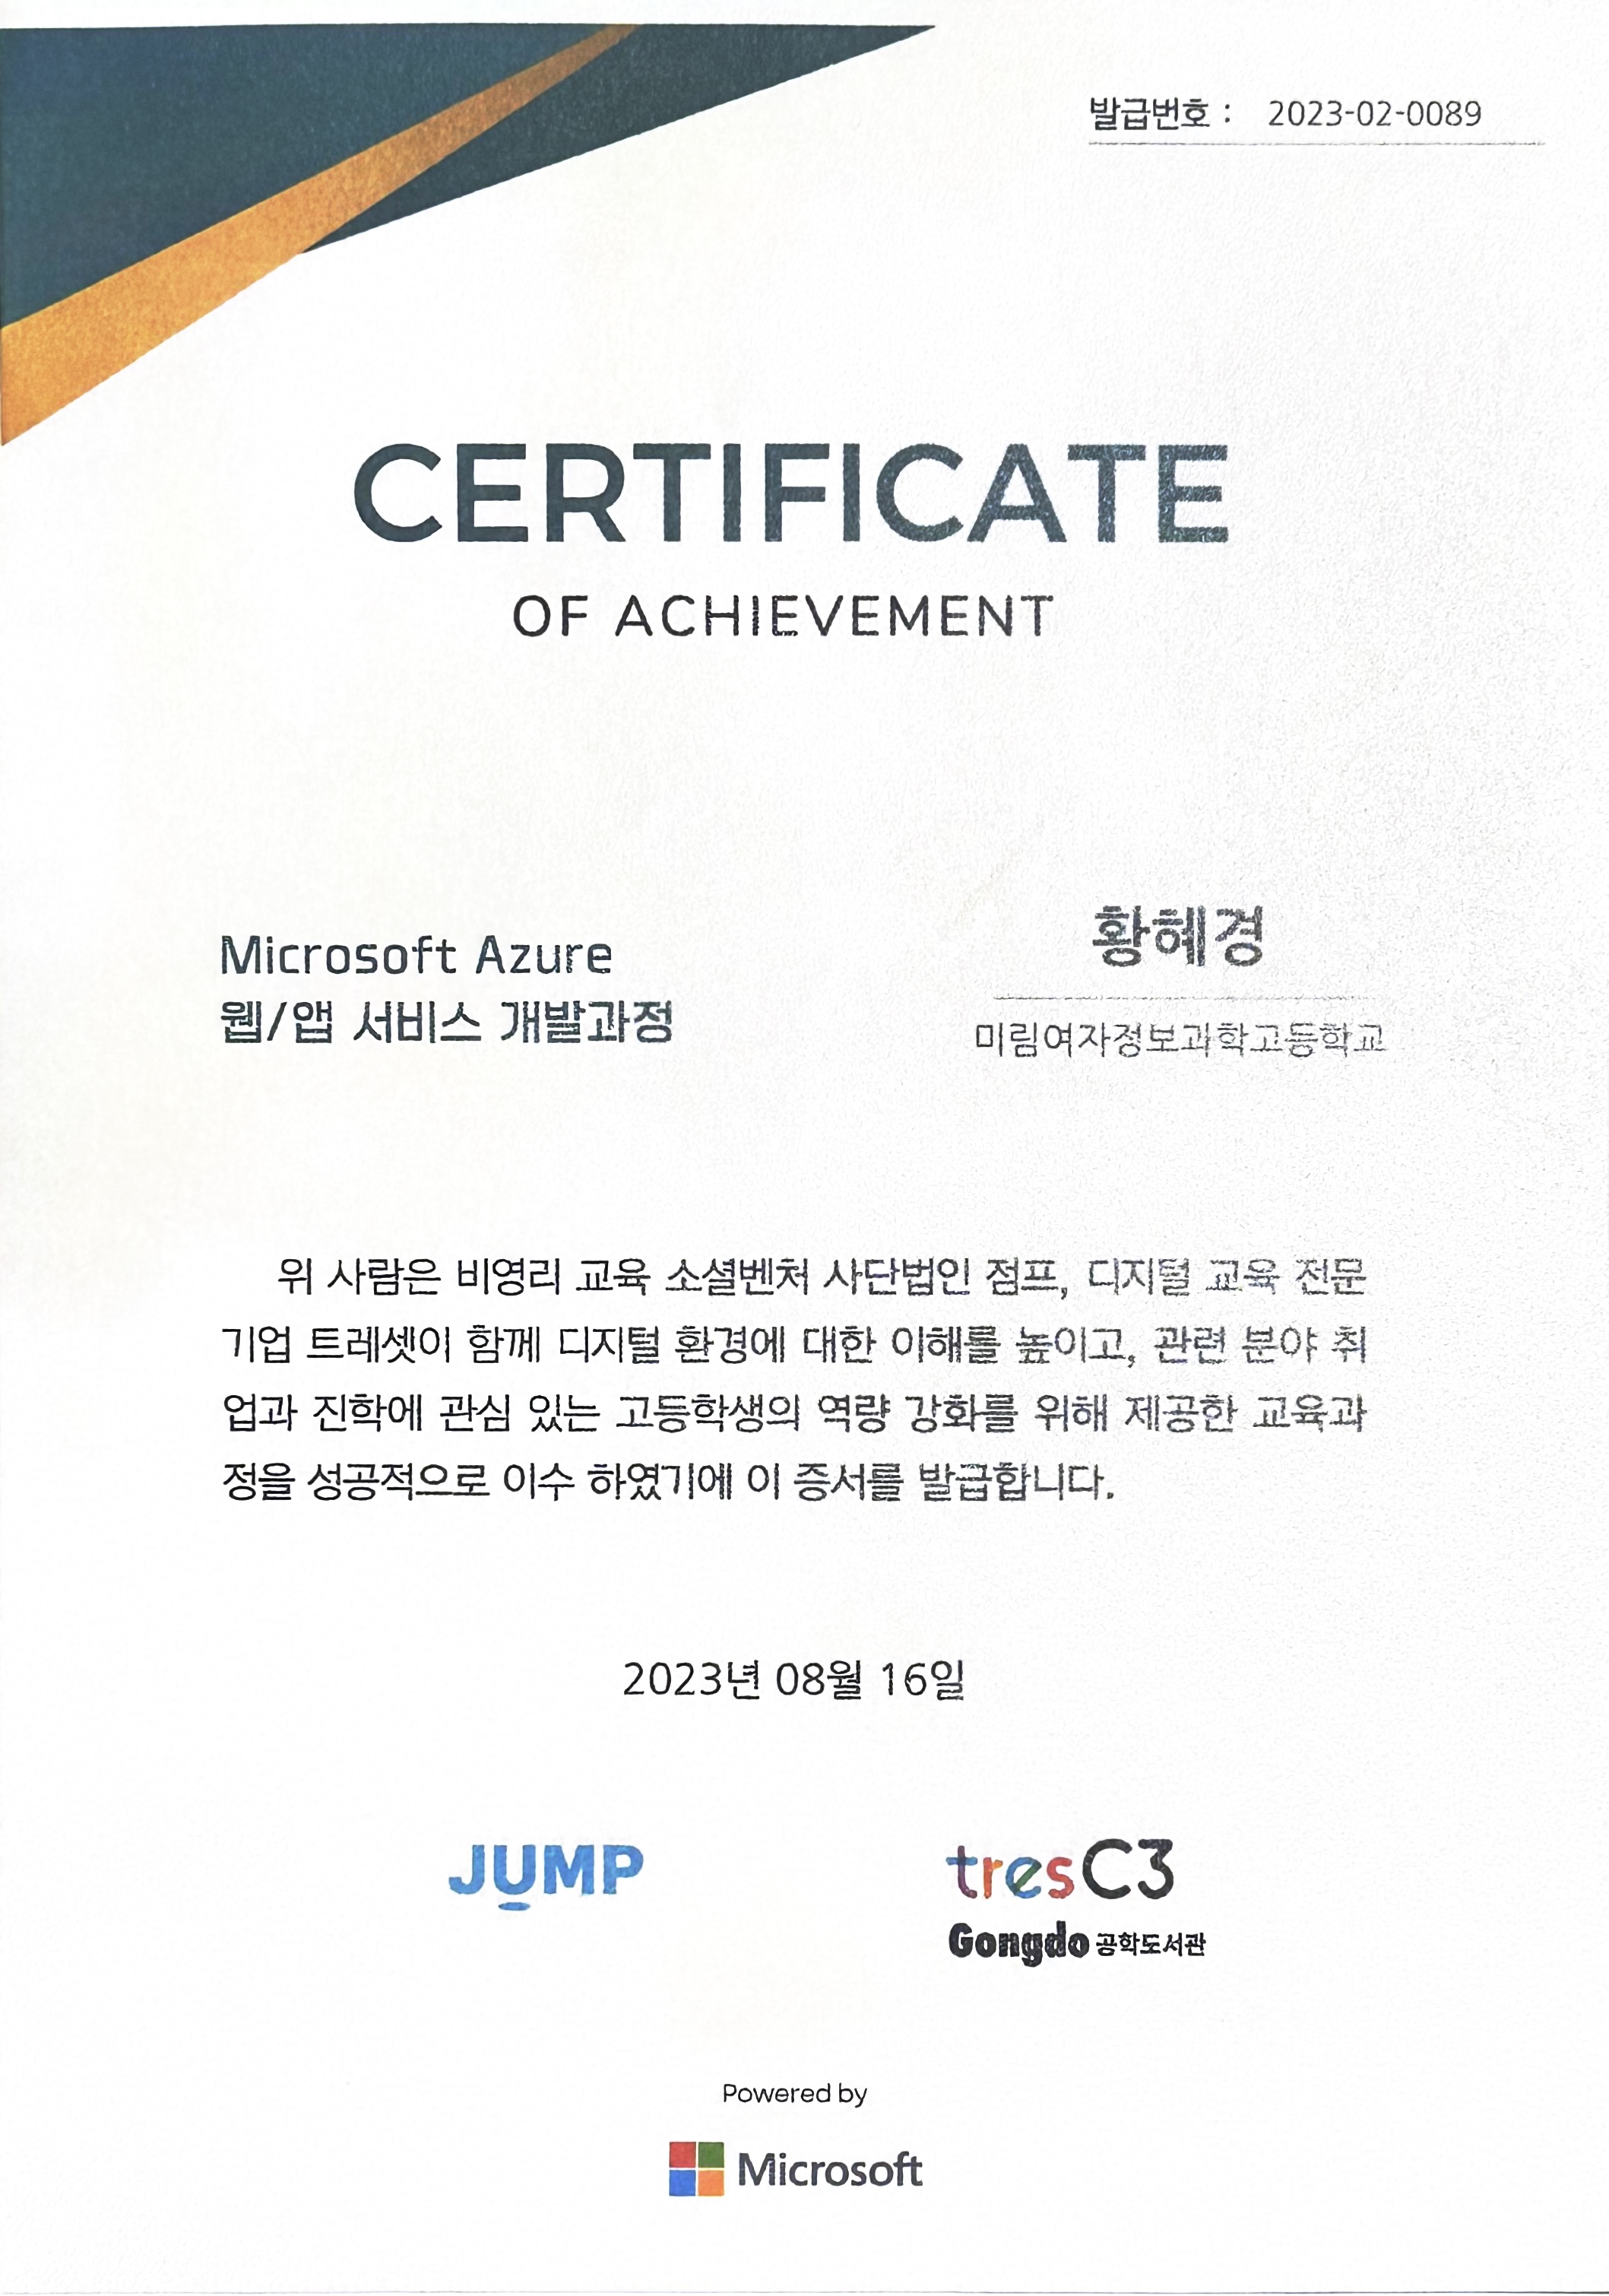 발급번호 : 2023-02-0089
CERTIFICATE
OF ACHIEVEMENT
Microsoft Azure
웹/앱 서비스 개발과정
황혜경
미림여자정보과학고등학교
위 사람은 비영리 교육 소셜벤처 사단법인 점프, 디지털 교육 전문
기업 트레셋이 함께 디지털 환경에 대한 이해를 높이고, 관련 분야 취
업과 진학에 관심 있는 고등학생의 역량 강화를 위해 제공한 교육과
정을 성공적으로 이수 하였기에 이 증서를 발급합니다.
2023년 08월 16일
JUMP
tresC3
Gongdo 공학도서관
Powered by
Microsoft